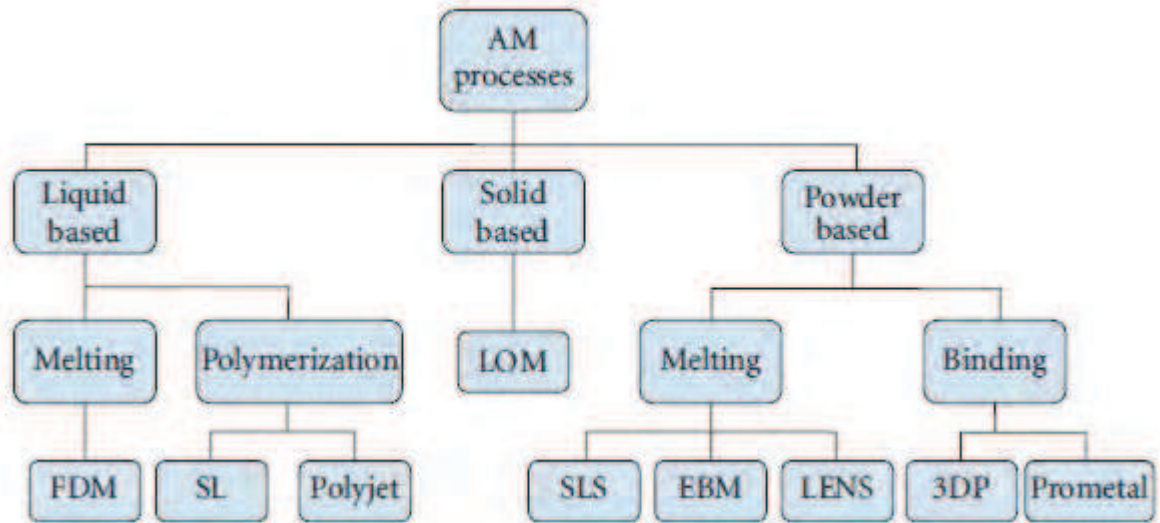 AM
processes
Liquid
based
Solid
based
Powder
based
Melting
Polymerization
LOM
Melting
Binding
FDM
SL
Polyjet
SLS
EBM
LENS
3DP
Prometal